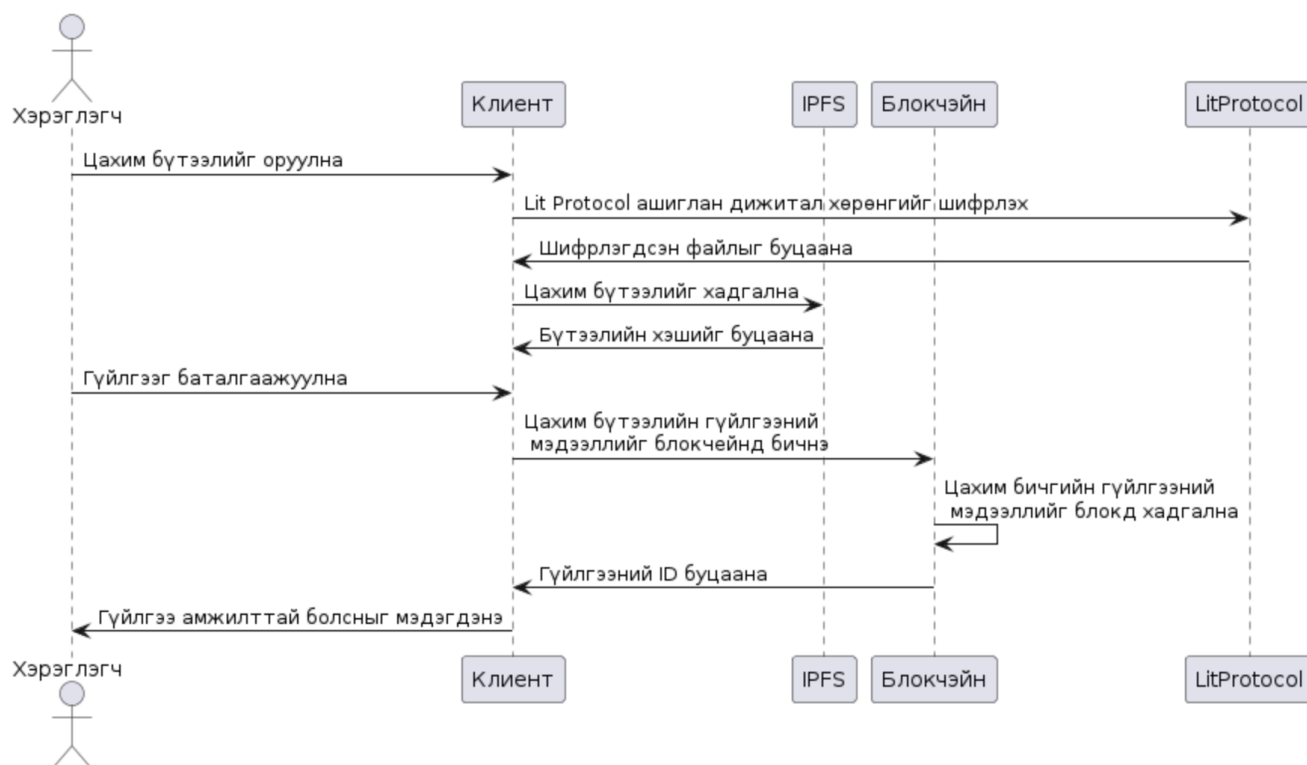 Хэрэглэгч
Клиент
IPFS
Блокчэйн
LitProtocol
Цахим бүтээлийг оруулна
Lit Protocol ашиглан дижитал хөрөнгийг шифрлэх
Шифрлэгдсэн файлыг буцаана
Цахим бүтээлийг хадгална
Бүтээлийн хэшийг буцаана
Гүйлгээг баталгаажуулна
Цахим бүтээлийн гүйлгээний
мэдээллийг блокчейнд бичнэ
Цахим бичгийн гүйлгээний
мэдээллийг блокд хадгална
Гүйлгээний ID буцаана
Гүйлгээ амжилттай болсныг мэдэгдэнэ
Хэрэглэгч
Клиент
IPFS
Блокчэйн
LitProtocol